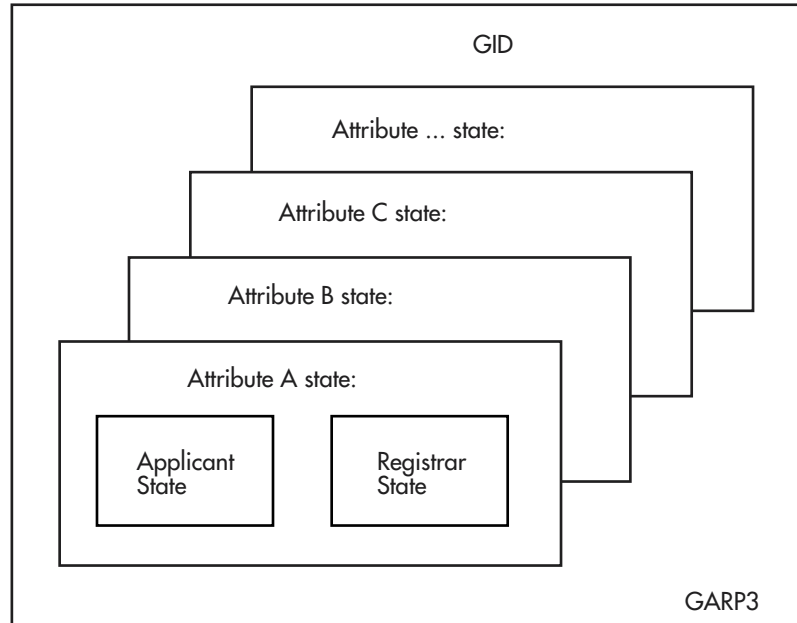 GID
Attribute ... state:
Attribute C state:
Attribute B state:
Attribute A state:
Applicant
State
Registrar
State
GARP3